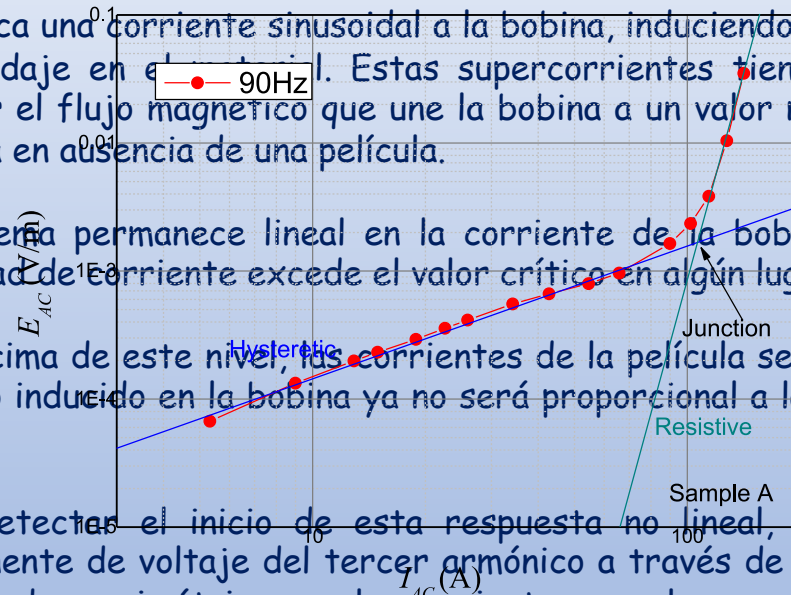 ca una corriente sinusoidal a la bobina, induciendo
0.1
daje en el material. Estas supercorrientes tien
90Hz
r el flujo magnético que une la bobina a un valor
0.01
a en ausencia de una película.
E_AC (V/m)
ema permanece lineal en la corriente de la bob
1E-3
a de corriente excede el valor crítico en algún lug
Junction
Hysteretic
cima de este nivel, las corrientes de la película se
inducido en la bobina ya no será proporcional a l
1E-4
Resistive
Sample A
1E-5
etectar el inicio de esta respuesta no lineal,
10
100
ente de voltaje del tercer armónico a través de
I_AC (A)